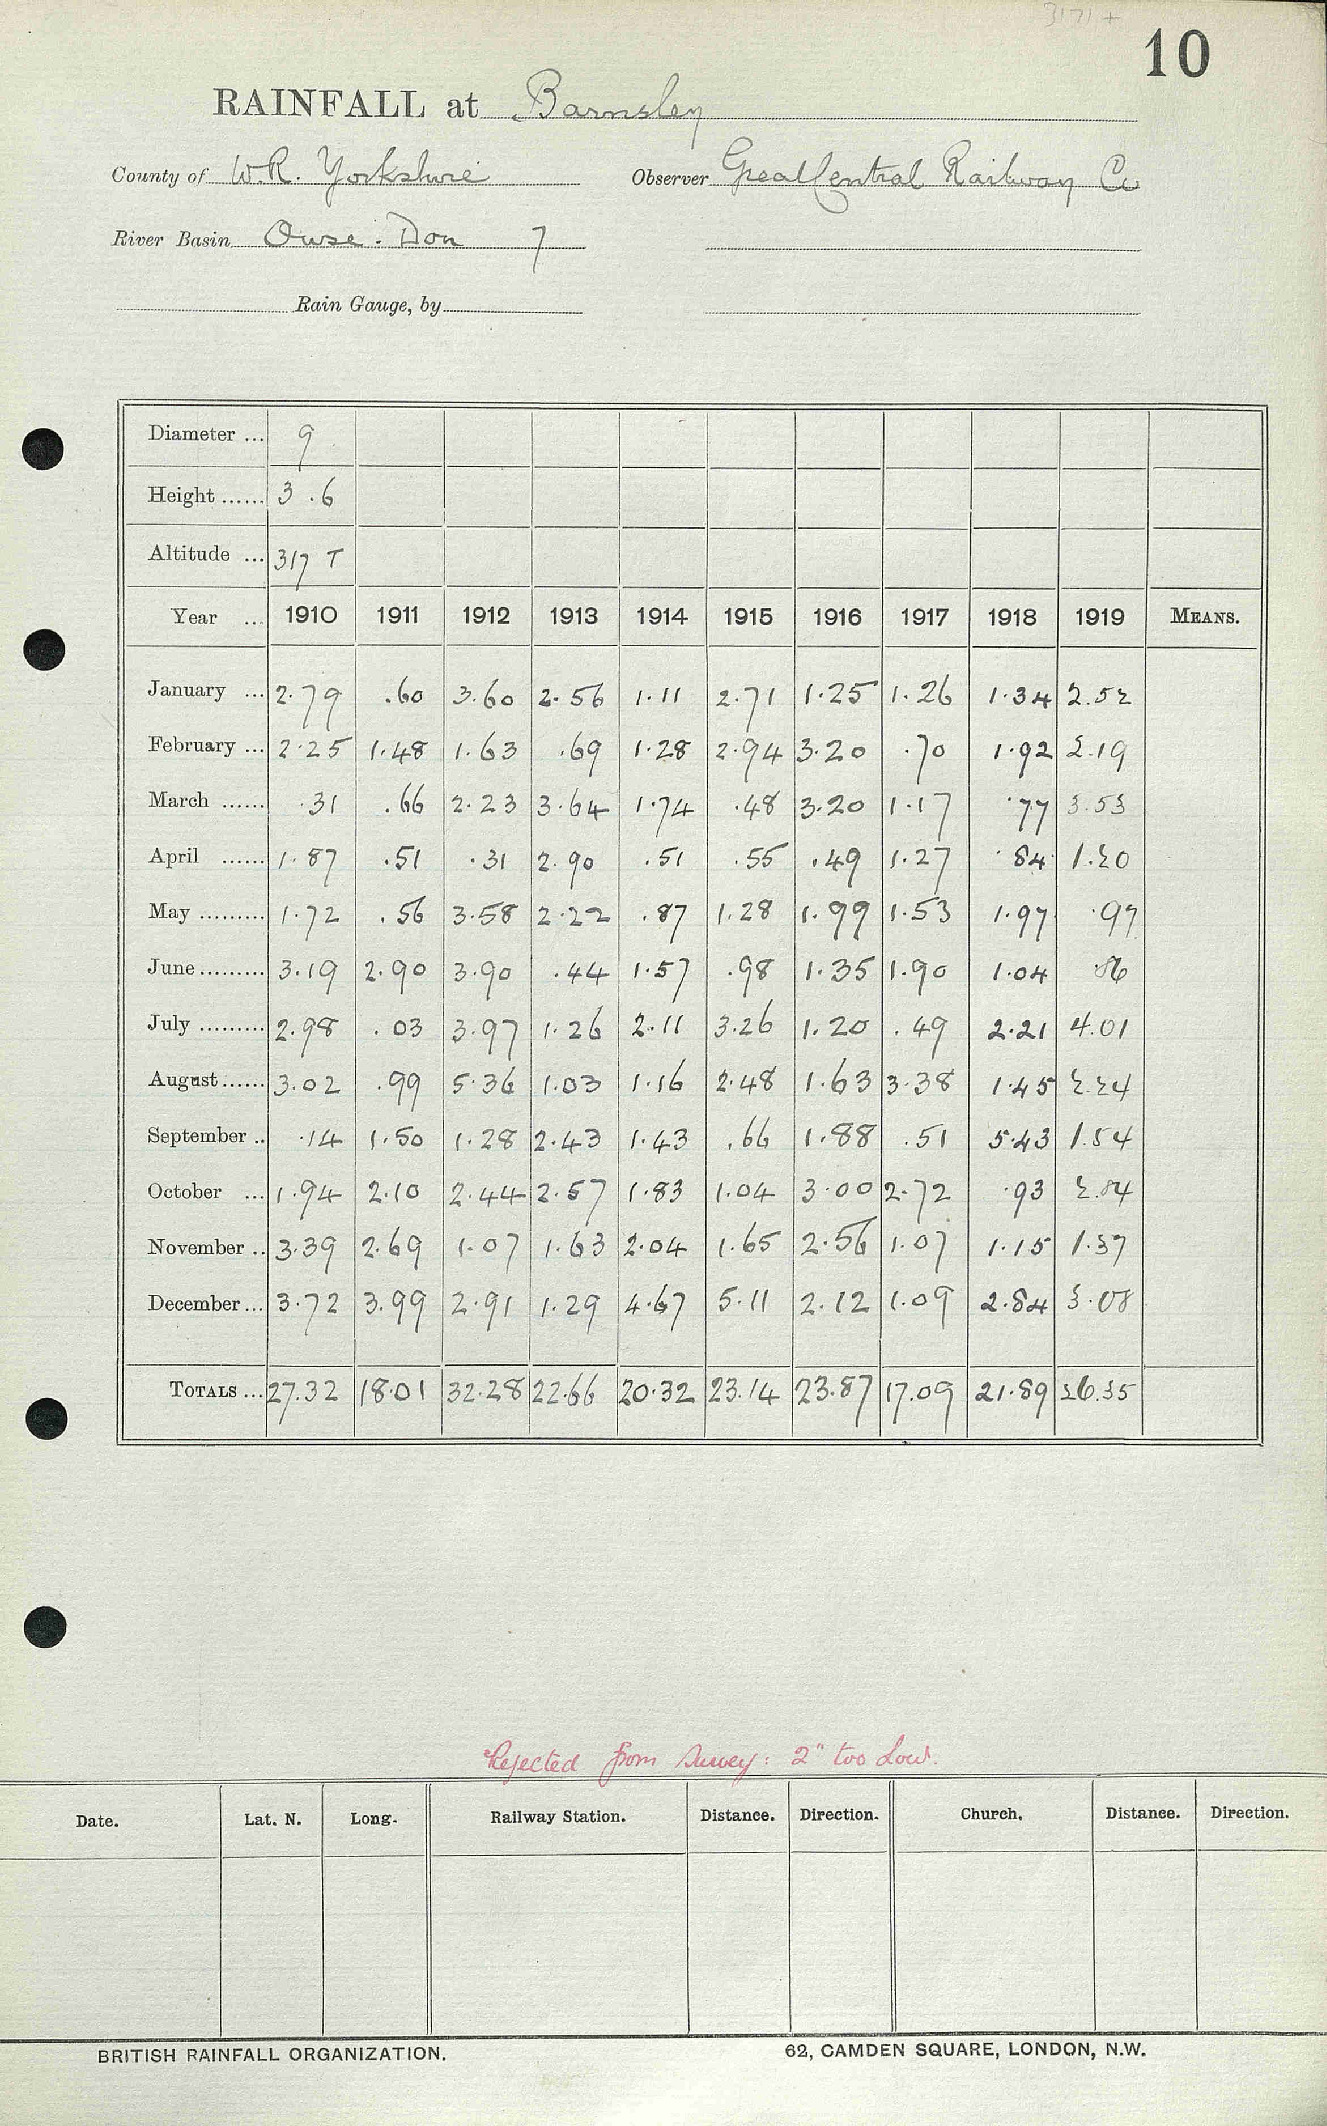 3171 +
10
RAINFALL at Barnsley
County of W.R. Yorkshire Observer Great Central Railway Co
River Basin Ouse. Don 7
Rain Gauge, by
Diameter ... 9
Height ...... 3 .6
Altitude ... 317 T
Year ... 1910 1911 1912 1913 1914 1915 1916 1917 1918 1919 MEANS.
January ... 2.79 .60 3.60 2.56 1.11 2.71 1.25 1.26 1.34 2.52
February ... 2.25 1.48 1.63 .69 1.28 2.94 3.20 .70 1.92 2.19
March ...... .31 .66 2.23 3.64 1.74 .48 3.20 1.17 .77 3.53
April ...... 1.87 .51 .31 2.90 .51 .55 .49 1.27 .84 1.20
May ......... 1.72 .56 3.58 2.22 .87 1.28 1.99 1.53 1.97 .97
June ......... 3.19 2.90 3.90 .44 1.57 .98 1.35 1.90 1.04 .86
July ......... 2.98 .03 3.97 1.26 2.11 3.26 1.20 .49 2.21 4.01
August ...... 3.02 .99 5.36 1.03 1.16 2.48 1.63 3.38 1.45 2.24
September .. .14 1.50 1.28 2.43 1.43 .66 1.88 .51 5.43 1.54
October ... 1.94 2.10 2.44 2.57 1.83 1.04 3.00 2.72 .93 2.84
November .. 3.39 2.69 1.07 1.63 2.04 1.65 2.56 1.07 1.15 1.37
December ... 3.72 3.99 2.91 1.29 4.67 5.11 2.12 1.09 2.84 3.08
TOTALS ... 27.32 18.01 32.28 22.66 20.32 23.14 23.87 17.09 21.89 26.35
Rejected from Survey: 2" too Low.
Date. Lat. N. Long. Railway Station. Distance. Direction. Church. Distance. Direction.
BRITISH RAINFALL ORGANIZATION. 62, CAMDEN SQUARE, LONDON, N.W.